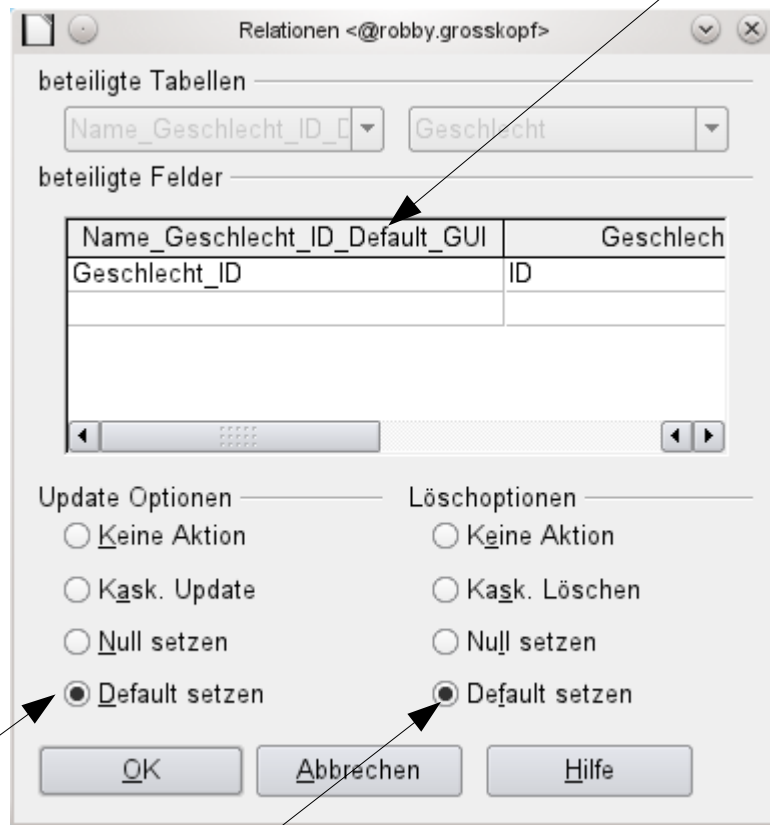 Relationen <@robby.grosskopf>
beteiligte Tabellen
Name_Geschlecht_ID_D Geschlecht
beteiligte Felder
Name_Geschlecht_ID_Default_GUI Geschlech
Geschlecht_ID ID
Update Optionen Löschoptionen
Keine Aktion Keine Aktion
Kask. Update Kask. Löschen
Null setzen Null setzen
Default setzen Default setzen
OK Abbrechen Hilfe